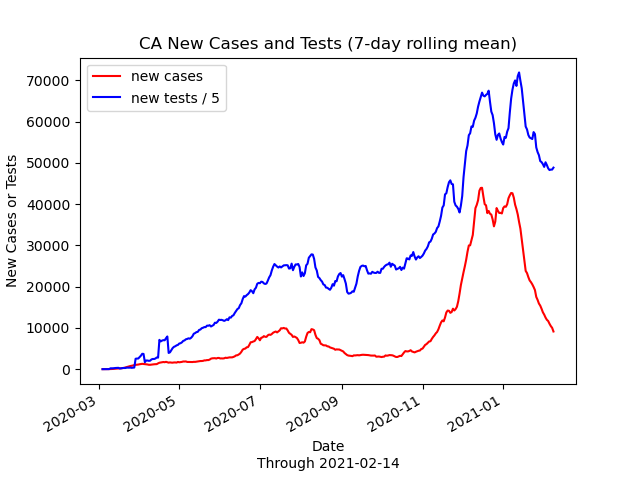 CA New Cases and Tests (7-day rolling mean)
new cases
new tests / 5
70000
60000
50000
40000
30000
20000
10000
0
New Cases or Tests
2020-03
2020-05
2020-07
2020-09
2020-11
2021-01
Date
Through 2021-02-14